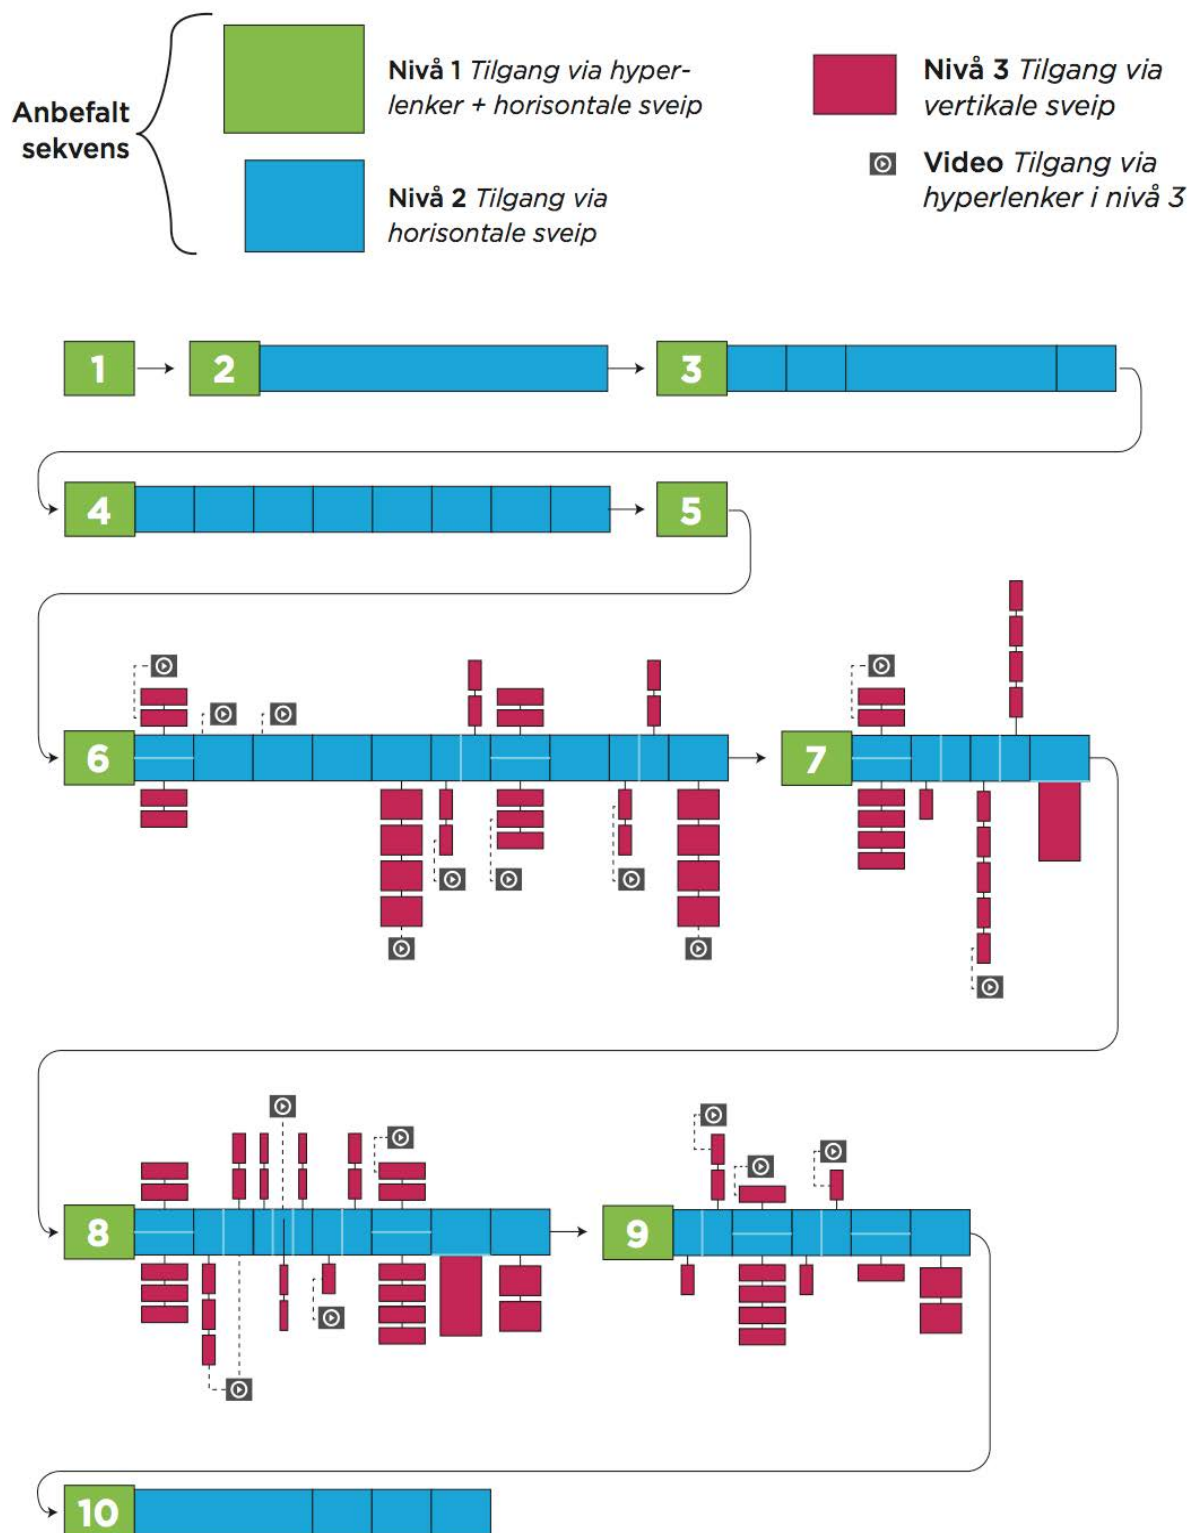 Anbefalt
sekvens
Nivå 1 Tilgang via hyper-
lenker + horisontale sveip
Nivå 2 Tilgang via
horisontale sveip
Nivå 3 Tilgang via
vertikale sveip
Video Tilgang via
hyperlenker i nivå 3
1
2
3
4
5
6
7
8
9
10